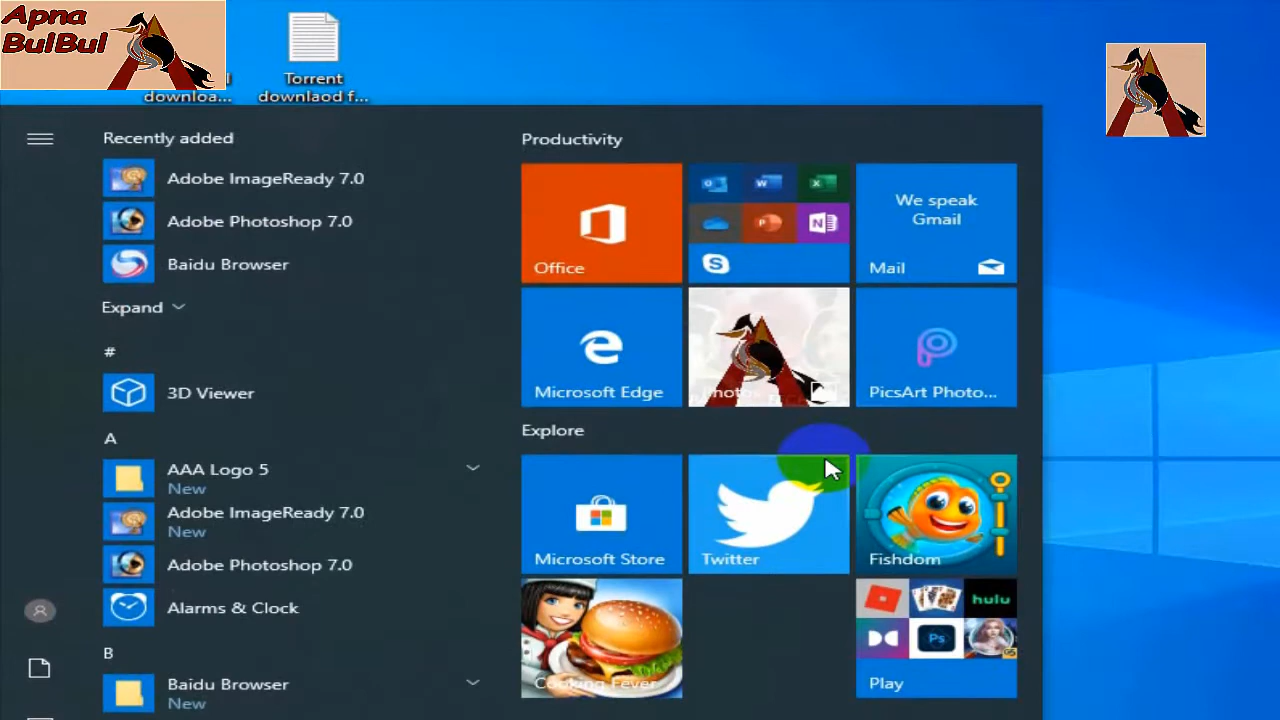 Apna
BulBul
downloa...
Torrent
downlaod f...
Recently added
Adobe ImageReady 7.0
Adobe Photoshop 7.0
Baidu Browser
Expand
#
3D Viewer
A
AAA Logo 5
New
Adobe ImageReady 7.0
New
Adobe Photoshop 7.0
Alarms & Clock
B
Baidu Browser
New
Productivity
Office
We speak
Gmail
Mail
Microsoft Edge
Photos
PicsArt Photo...
Explore
Microsoft Store
Twitter
Fishdom
Cooking Fever
hulu
Ps
Play